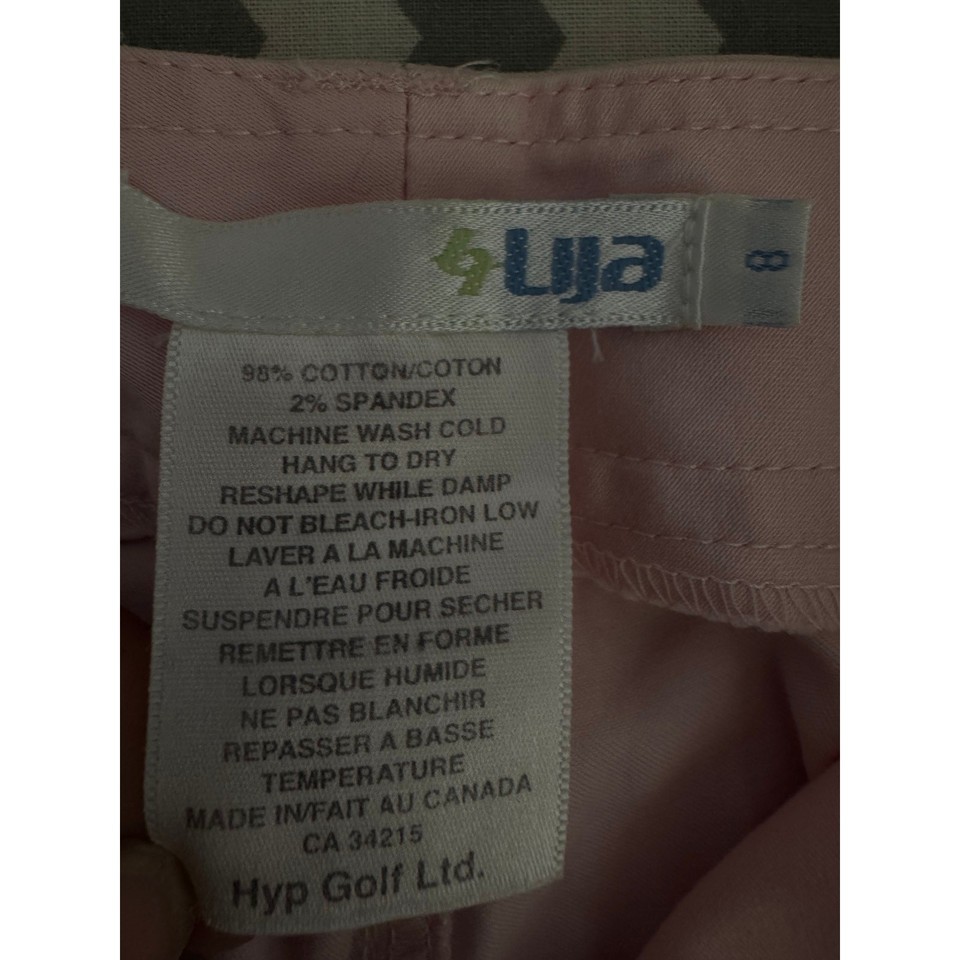 Lija
8
98% COTTON/COTON
2% SPANDEX
MACHINE WASH COLD
HANG TO DRY
RESHAPE WHILE DAMP
DO NOT BLEACH-IRON LOW
LAVER A LA MACHINE
A L'EAU FROIDE
SUSPENDRE POUR SECHER
REMETTRE EN FORME
LORSQUE HUMIDE
NE PAS BLANCHIR
REPASSER A BASSE
TEMPERATURE
MADE IN/FAIT AU CANADA
CA 34215
Hyp Golf Ltd.